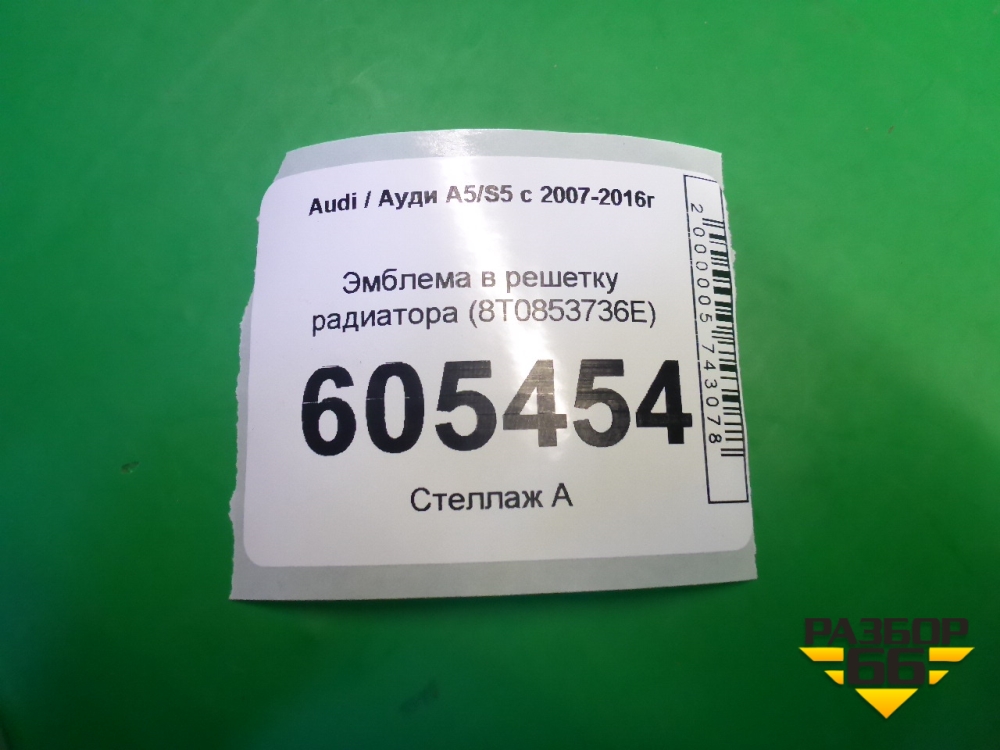 Audi / Ауди A5/S5 с 2007-2016г
Эмблема в решетку
радиатора (8T0853736E)
605454
Стеллаж А
2000005743078
РАЗБОР
66